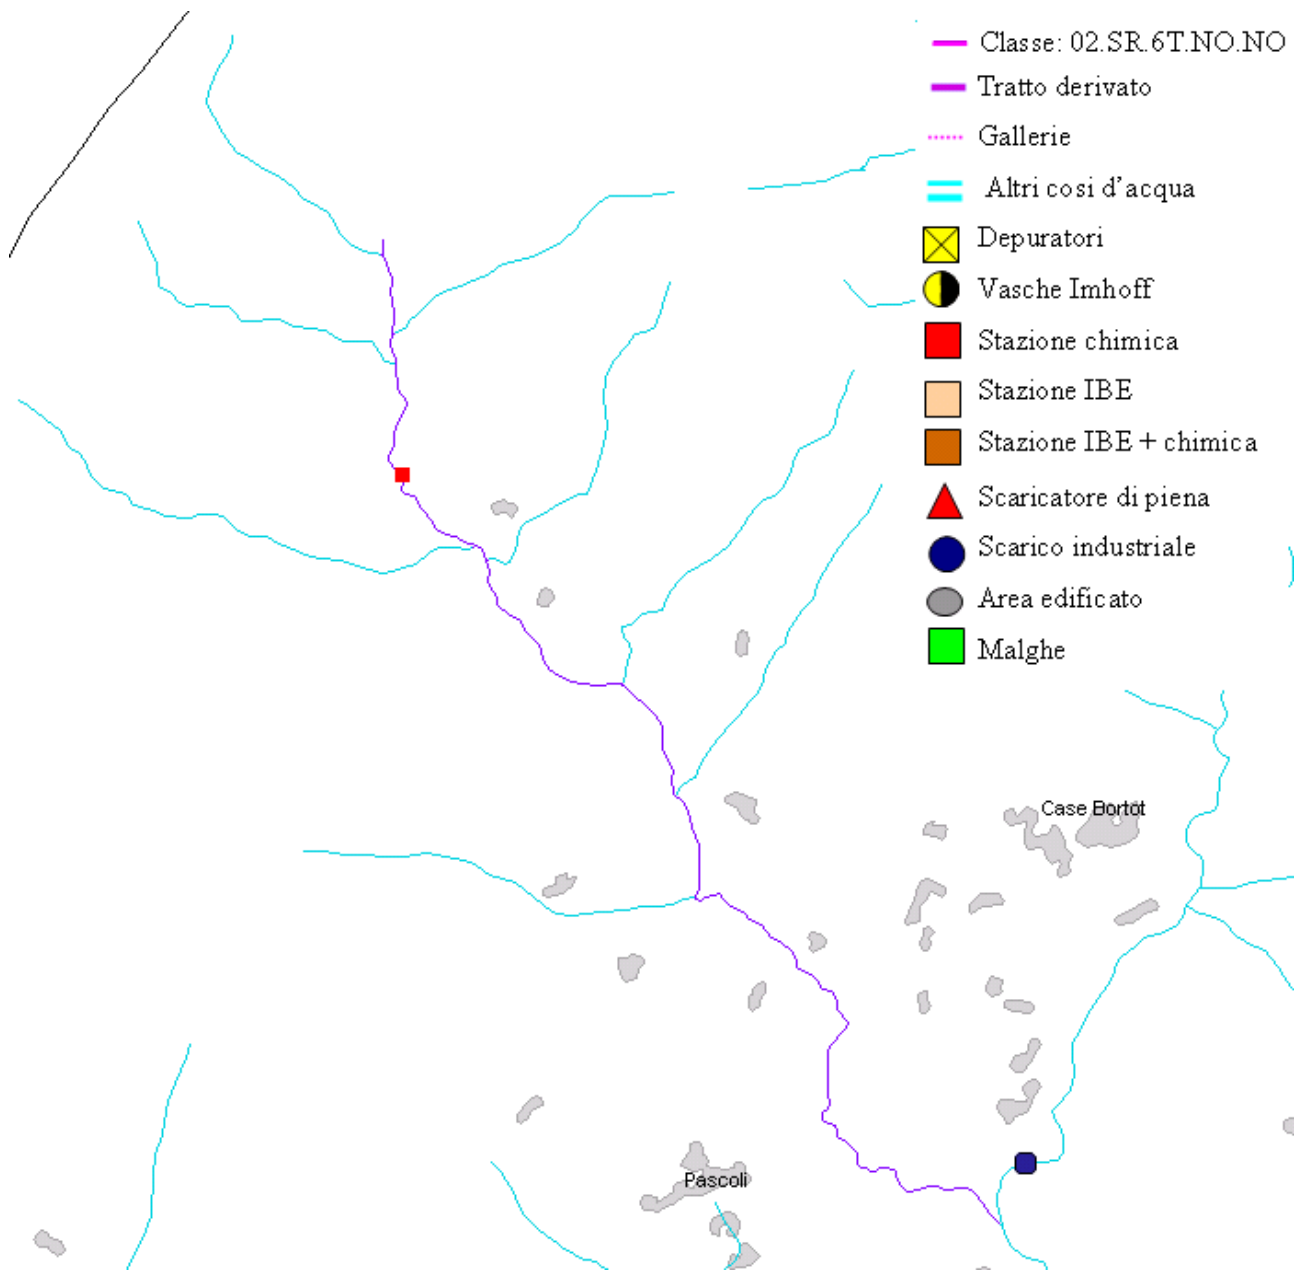 Classe: 02.SR.6T.NO.NO
Tratto derivato
Gallerie
Altri cosi d'acqua
Depuratori
Vasche Imhoff
Stazione chimica
Stazione IBE
Stazione IBE + chimica
Scaricatore di piena
Scarico industriale
Area edificato
Malghe
Case Bortot
Pascoli